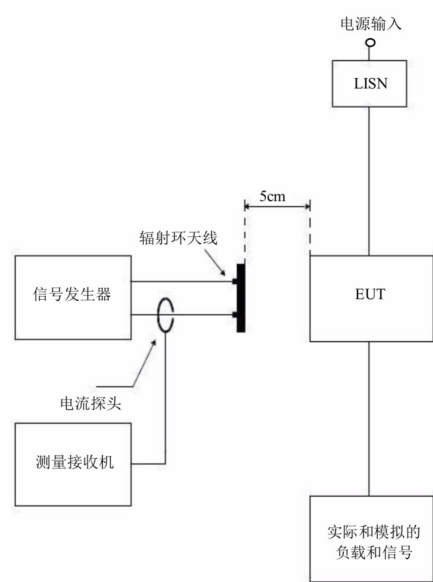 电源输入
LISN
5cm
辐射环天线
信号发生器
EUT
电流探头
测量接收机
实际和模拟的
负载和信号